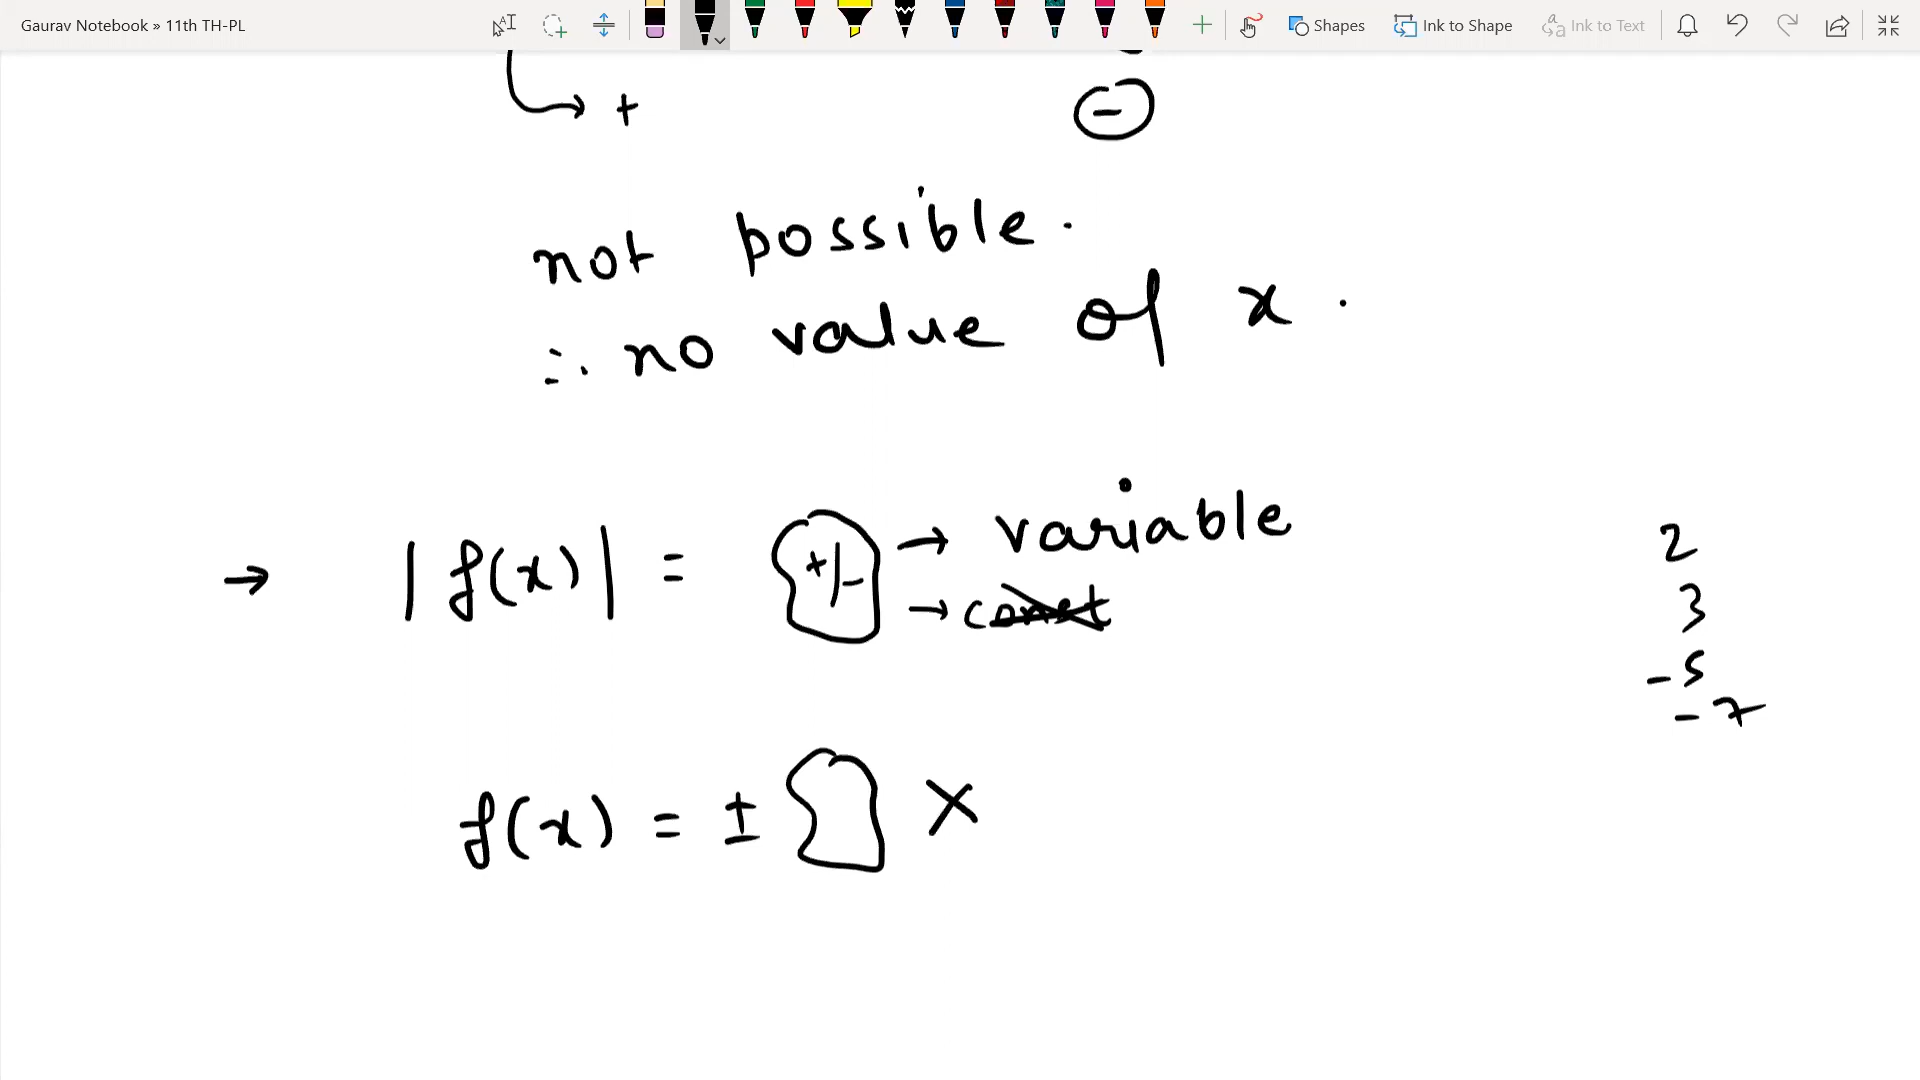 Gaurav Notebook » 11th TH-PL
Shapes
Ink to Shape
Ink to Text
+
-
not possible.
∴ no value of x.
→ |f(x)| = +/- → variable
→ const
2
3
-5
-7
f(x) = ± X